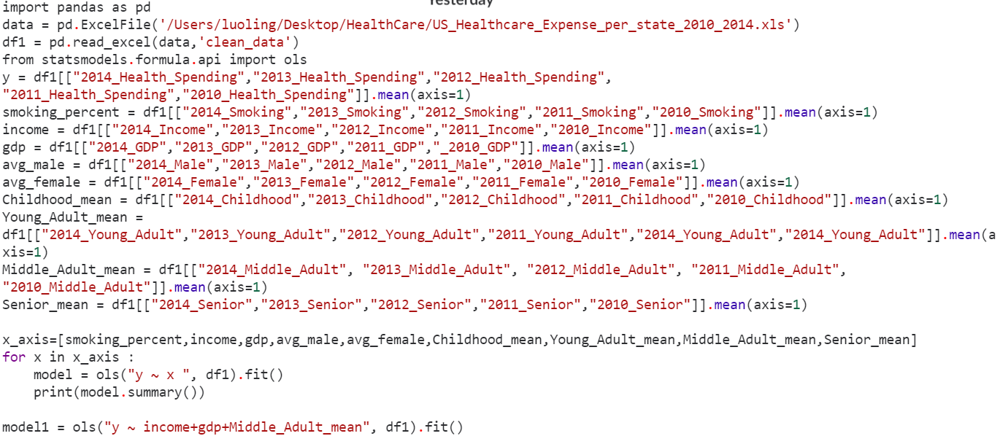 Yesterday
import pandas as pd
data = pd.ExcelFile('/Users/luoling/Desktop/HealthCare/US_Healthcare_Expense_per_state_2010_2014.xls')
df1 = pd.read_excel(data,'clean_data')
from statsmodels.formula.api import ols
y = df1[["2014_Health_Spending","2013_Health_Spending","2012_Health_Spending",
"2011_Health_Spending","2010_Health_Spending"]].mean(axis=1)
smoking_percent = df1[["2014_Smoking","2013_Smoking","2012_Smoking","2011_Smoking","2010_Smoking"]].mean(axis=1)
income = df1[["2014_Income","2013_Income","2012_Income","2011_Income","2010_Income"]].mean(axis=1)
gdp = df1[["2014_GDP","2013_GDP","2012_GDP","2011_GDP","_2010_GDP"]].mean(axis=1)
avg_male = df1[["2014_Male","2013_Male","2012_Male","2011_Male","2010_Male"]].mean(axis=1)
avg_female = df1[["2014_Female","2013_Female","2012_Female","2011_Female","2010_Female"]].mean(axis=1)
Childhood_mean = df1[["2014_Childhood","2013_Childhood","2012_Childhood","2011_Childhood","2010_Childhood"]].mean(axis=1)
Young_Adult_mean =
df1[["2014_Young_Adult","2013_Young_Adult","2012_Young_Adult","2011_Young_Adult","2014_Young_Adult","2014_Young_Adult"]].mean(a
xis=1)
Middle_Adult_mean = df1[["2014_Middle_Adult", "2013_Middle_Adult", "2012_Middle_Adult", "2011_Middle_Adult",
"2010_Middle_Adult"]].mean(axis=1)
Senior_mean = df1[["2014_Senior","2013_Senior","2012_Senior","2011_Senior","2010_Senior"]].mean(axis=1)
x_axis=[smoking_percent,income,gdp,avg_male,avg_female,Childhood_mean,Young_Adult_mean,Middle_Adult_mean,Senior_mean]
for x in x_axis :
    model = ols("y ~ x ", df1).fit()
    print(model.summary())
model1 = ols("y ~ income+gdp+Middle_Adult_mean", df1).fit()